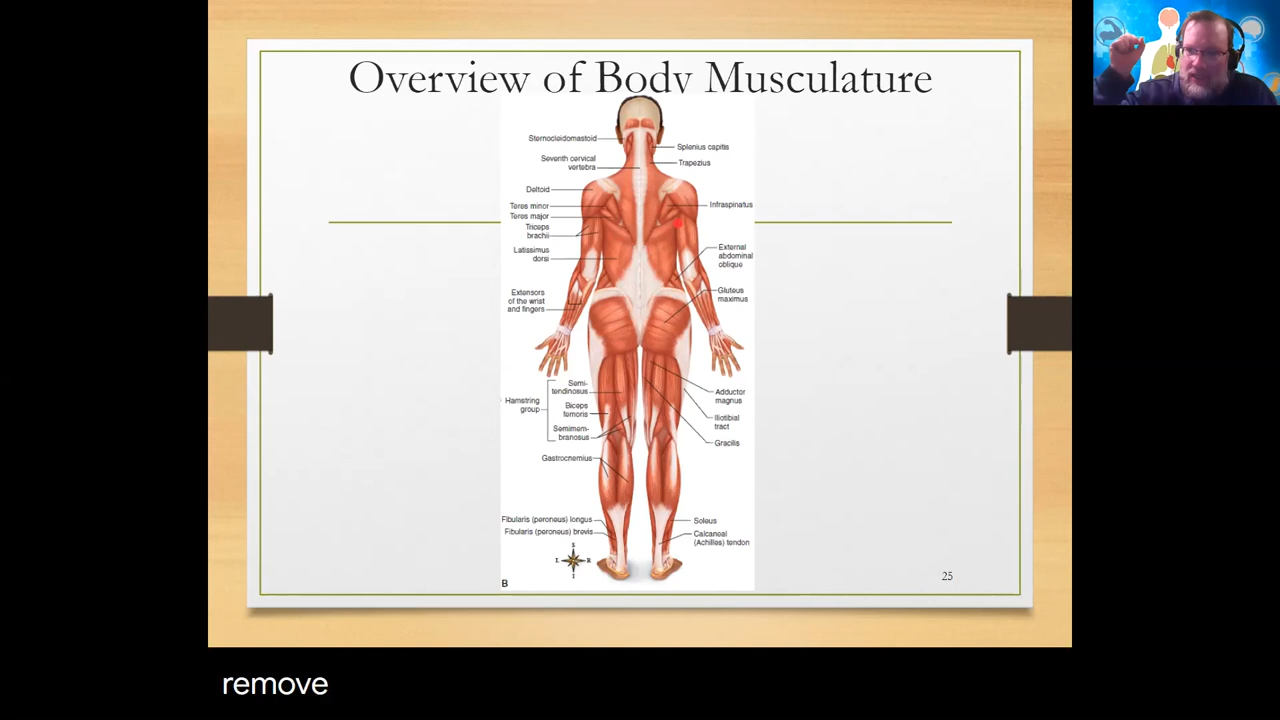 Overview of Body Musculature
Sternocleidomastoid
Seventh cervical
vertebra
Deltoid
Teres minor
Teres major
Triceps
brachii
Latissimus
dorsi
Extensors
of the wrist
and fingers
Hamstring
group
Semi-
tendinosus
Biceps
femoris
Semimem-
branosus
Gastrocnemius
Fibularis (peroneus) longus
Fibularis (peroneus) brevis
Splenius capitis
Trapezius
Infraspinatus
External
abdominal
oblique
Gluteus
maximus
Adductor
magnus
Iliotibial
tract
Gracilis
Soleus
Calcaneal
(Achilles) tendon
S
L R
I
B
25
remove